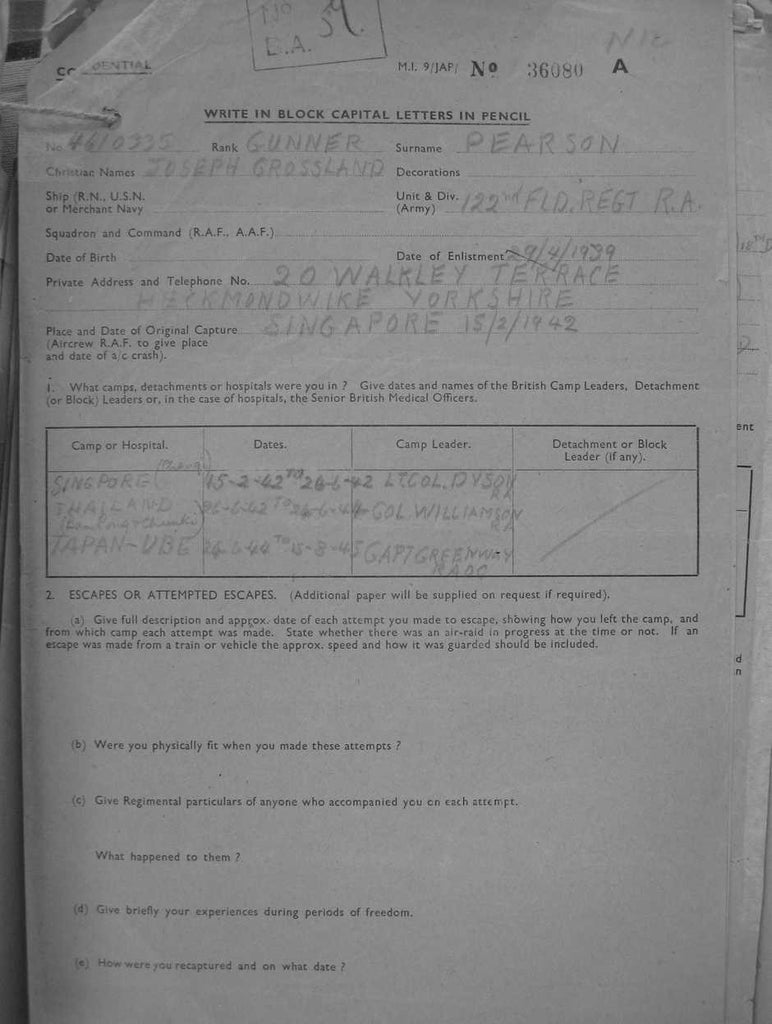 No. 37.
E.A.
CONFIDENTIAL
M.I. 9/JAP/ No 36080 A
WRITE IN BLOCK CAPITAL LETTERS IN PENCIL
No. Rank GUNNER Surname PEARSON
Christian Names JOSEPH CROSSLAND Decorations
Ship (R.N., U.S.N. Unit & Div.
or Merchant Navy (Army) 122nd FLD. REGT R.A.
Squadron and Command (R.A.F., A.A.F.)
Date of Birth Date of Enlistment 29/4/1939
Private Address and Telephone No. 20 WALKLEY TERRACE
HECKMONDWIKE YORKSHIRE
Place and Date of Original Capture SINGAPORE 15/2/1942
(Aircrew R.A.F. to give place
and date of a/c crash).
1. What camps, detachments or hospitals were you in ? Give dates and names of the British Camp Leaders, Detachment
(or Block) Leaders or, in the case of hospitals, the Senior British Medical Officers.
Camp or Hospital. Dates. Camp Leader. Detachment or Block
Leader (if any).
(Changi)
SINGPORE 15-2-42 TO 26-6-42 LT COL. DYSON
RA
THAILAND 26-6-42 TO 26-6-44 COL. WILLIAMSON
RA
JAPAN-UBE 26-6-44 TO 15-8-45 CAPT GREENWAY
RAOC
2. ESCAPES OR ATTEMPTED ESCAPES. (Additional paper will be supplied on request if required).
(a) Give full description and approx. date of each attempt you made to escape, showing how you left the camp, and
from which camp each attempt was made. State whether there was an air-raid in progress at the time or not. If an
escape was made from a train or vehicle the approx. speed and how it was guarded should be included.
(b) Were you physically fit when you made these attempts ?
(c) Give Regimental particulars of anyone who accompanied you on each attempt.
What happened to them ?
(d) Give briefly your experiences during periods of freedom.
(e) How were you recaptured and on what date ?